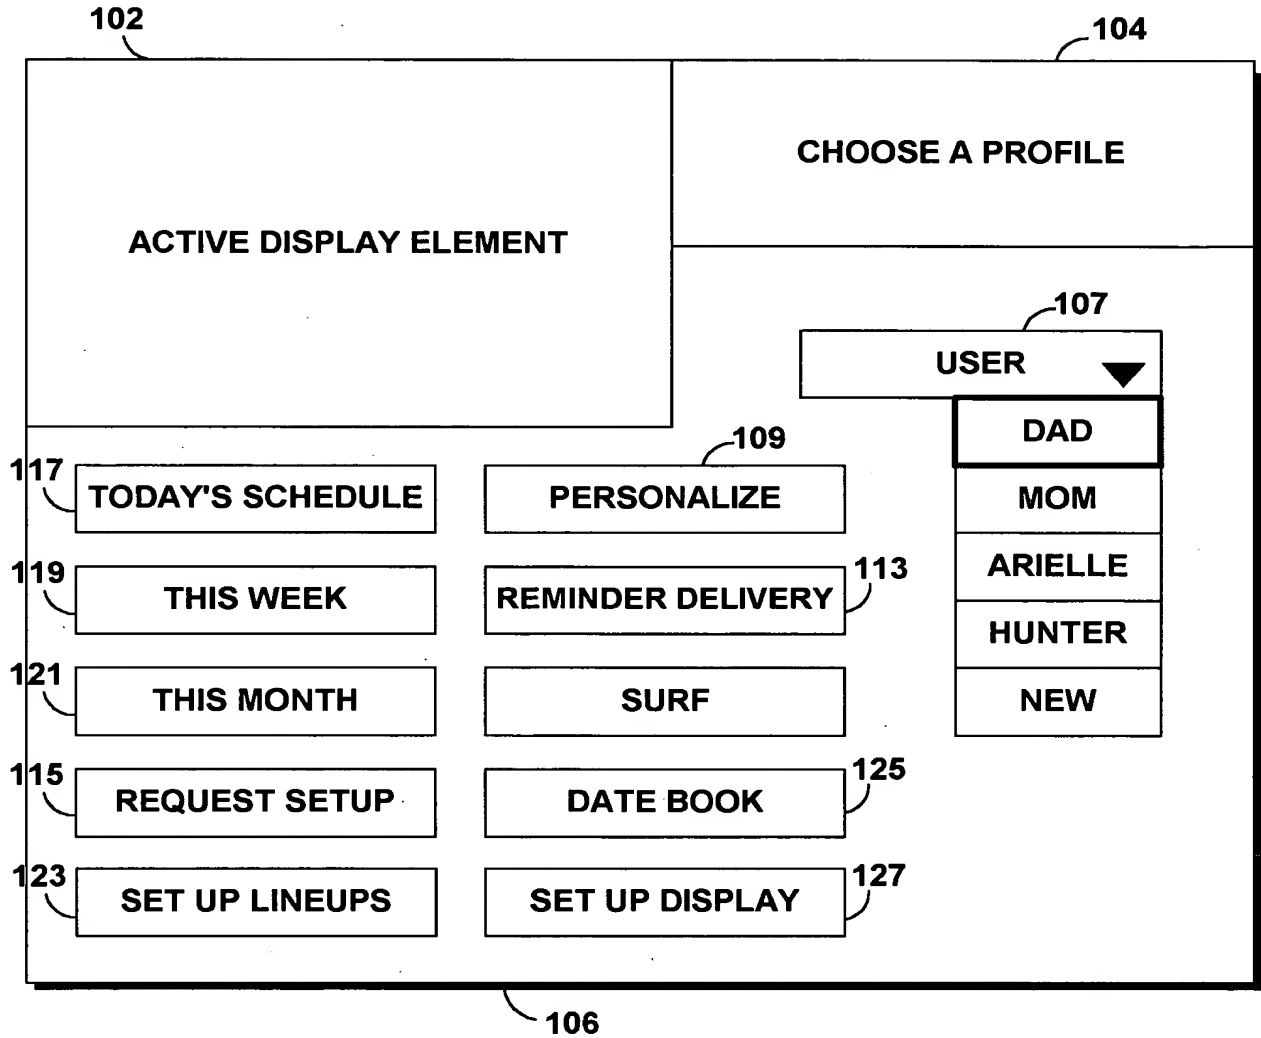 102
104
CHOOSE A PROFILE
ACTIVE DISPLAY ELEMENT
107
USER
DAD
MOM
ARIELLE
HUNTER
NEW
109
117
TODAY'S SCHEDULE
PERSONALIZE
119
THIS WEEK
REMINDER DELIVERY
113
121
THIS MONTH
SURF
115
REQUEST SETUP
DATE BOOK
125
123
SET UP LINEUPS
SET UP DISPLAY
127
106